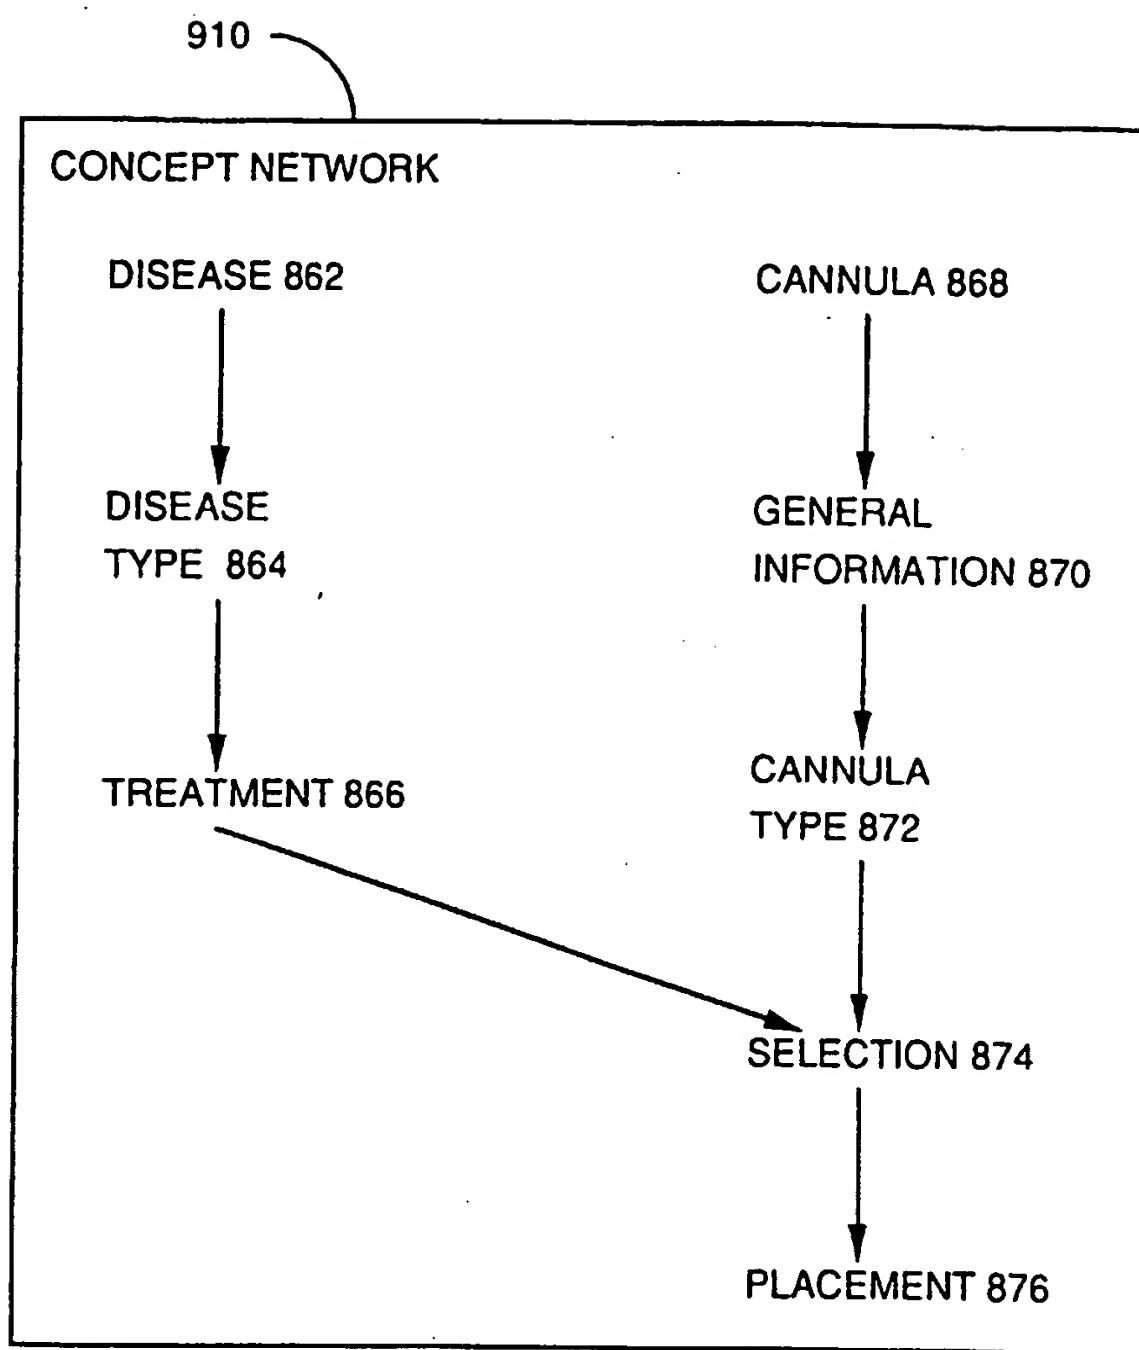 910
CONCEPT NETWORK
DISEASE 862
CANNULA 868
DISEASE
TYPE 864
GENERAL
INFORMATION 870
TREATMENT 866
CANNULA
TYPE 872
SELECTION 874
PLACEMENT 876